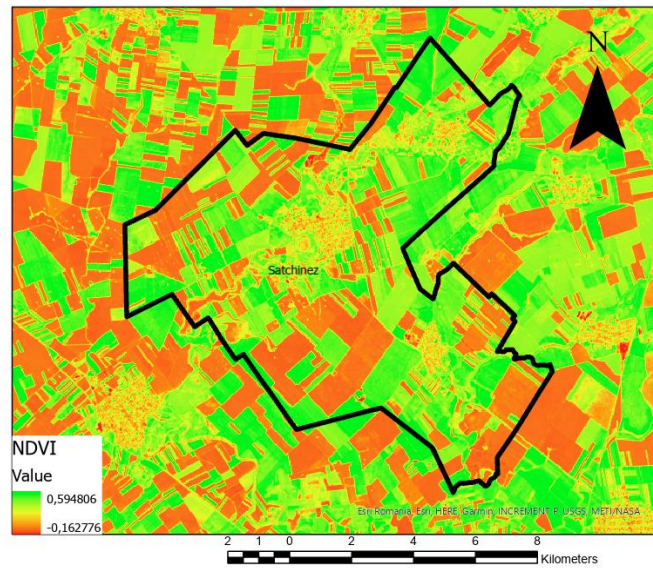 N
Satchinez
NDVI
Value
0,594806
-0,162776
Esri Romania, Esri, HERE, Garmin, INCREMENT P, USGS, METI/NASA
2 1 0 2 4 6 8
Kilometers